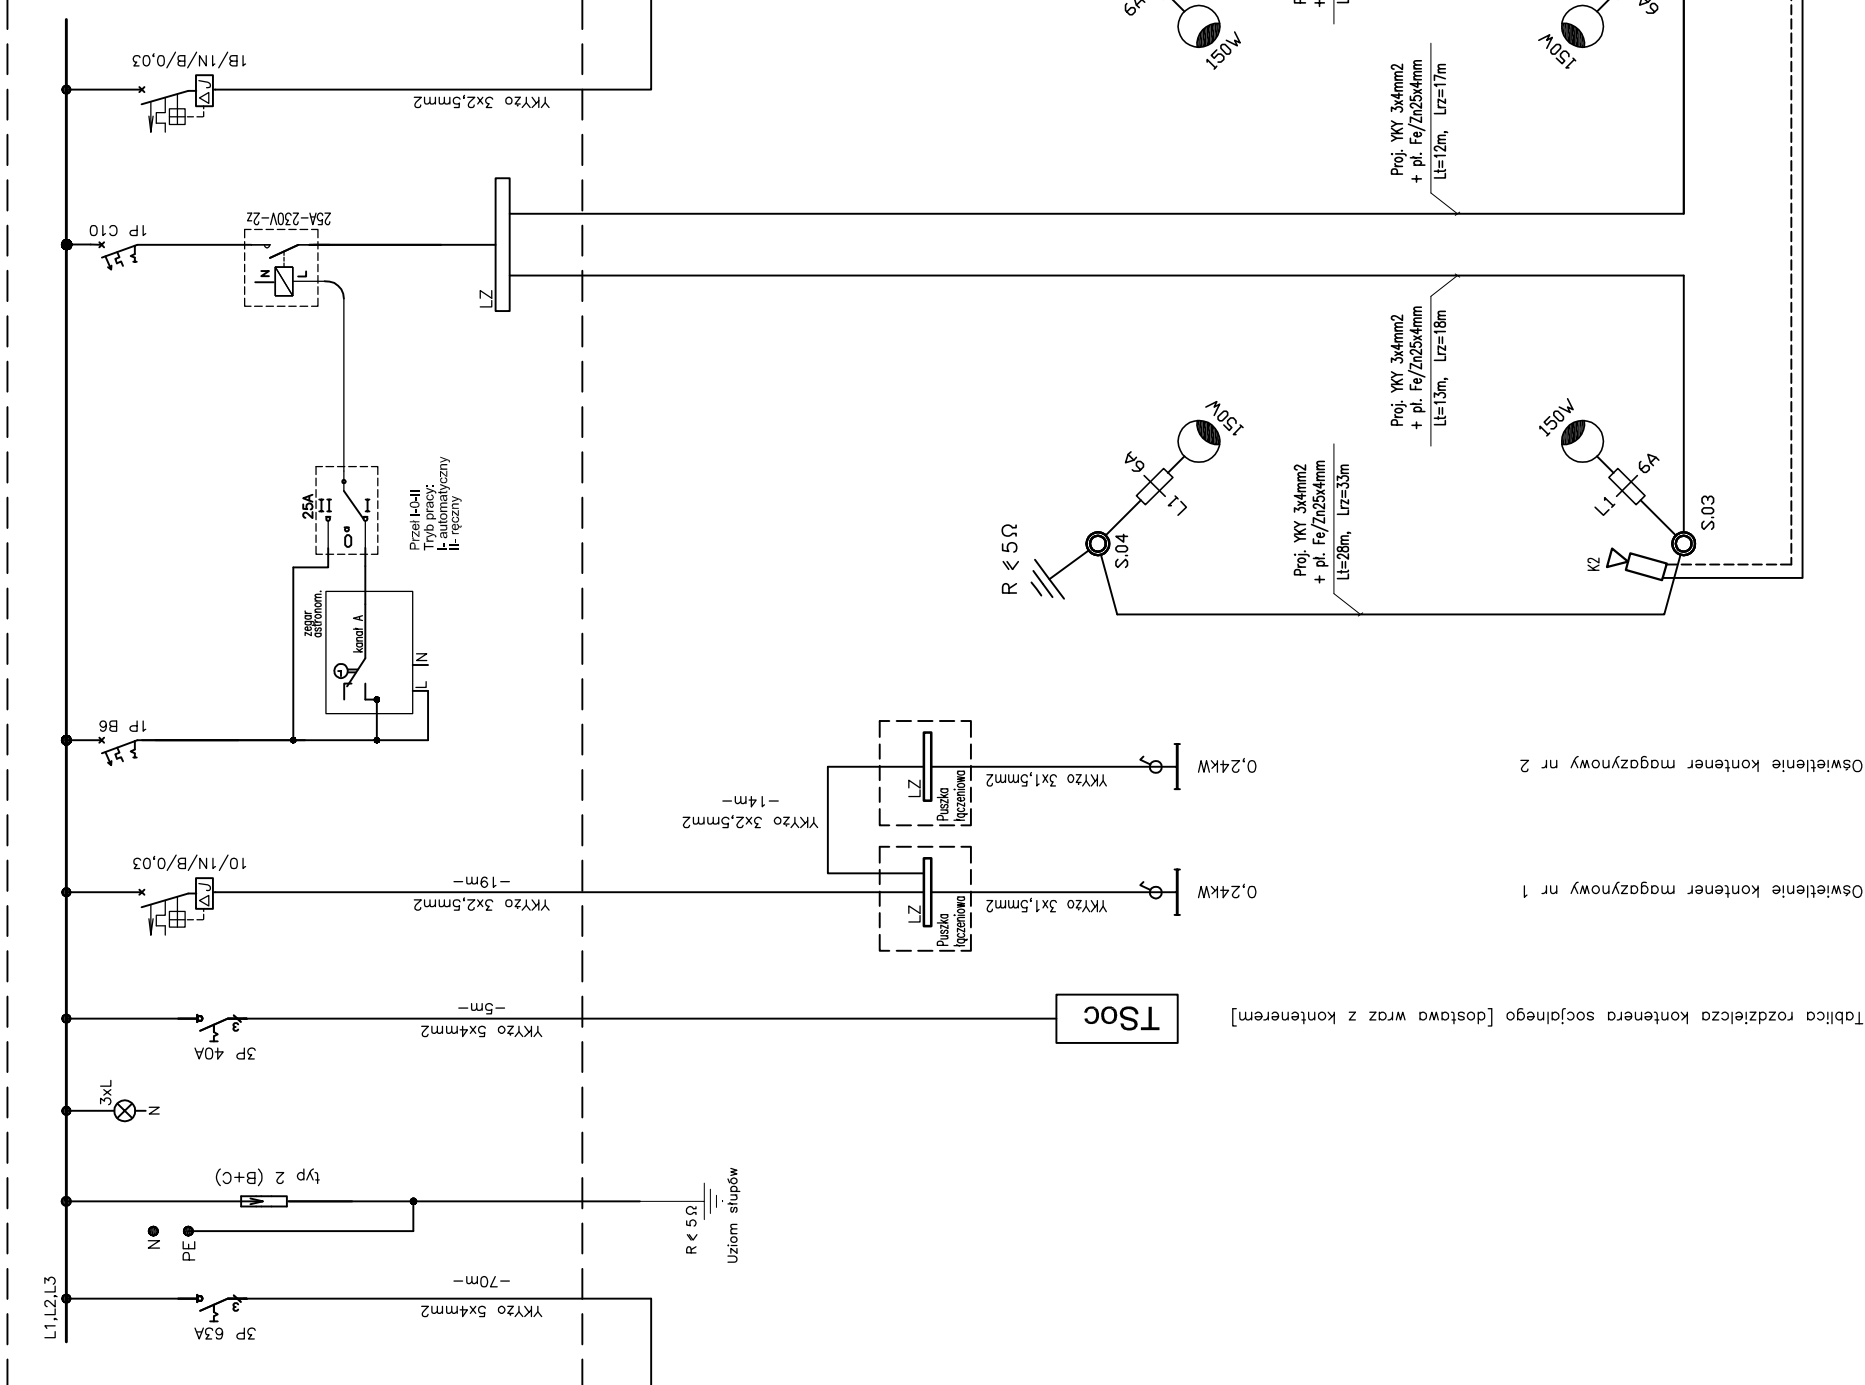 1B/1N/B/0,03
YKYżo 3x2,5mm2
6A
150W
150W
6A
Proj. YKY 3x4mm2
+ pł. Fe/Zn25x4mm
Lt=12m, Lrz=17m
1P C10
25A-230V-2z
N
L
LZ
Proj. YKY 3x4mm2
+ pł. Fe/Zn25x4mm
Lt=13m, Lrz=18m
25A
II
0
I
Przeł I-0-II
Tryb pracy:
I- automatyczny
II- ręczny
6A
150W
L1
S.04
R ⩽ 5Ω
Proj. YKY 3x4mm2
+ pł. Fe/Zn25x4mm
Lt=28m, Lrz=33m
150W
6A
L1
S.03
K2
zegar
astronom.
kanał A
L
N
1P B6
YKYżo 3x2,5mm2
-14m-
LZ
Puszka
łączeniowa
YKYżo 3x1,5mm2
0,24kW
Oświetlenie kontener magazynowy nr 2
10/1N/B/0,03
-19m-
YKYżo 3x2,5mm2
LZ
Puszka
łączeniowa
YKYżo 3x1,5mm2
0,24kW
Oświetlenie kontener magazynowy nr 1
3
3P 40A
-5m-
YKYżo 5x4mm2
TSoc
Tablica rozdzielcza kontenera socjalnego [dostawa wraz z kontenerem]
3xL
N
typ 2 (B+C)
N
PE
R ⩽ 5Ω
Uziom słupów
L1,L2,L3
3
3P 63A
-70m-
YKYżo 5x4mm2